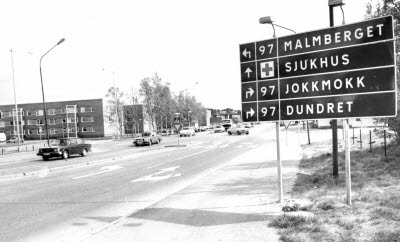 97 MALMBERGET
SJUKHUS
97 JOKKMOKK
97 DUNDRET